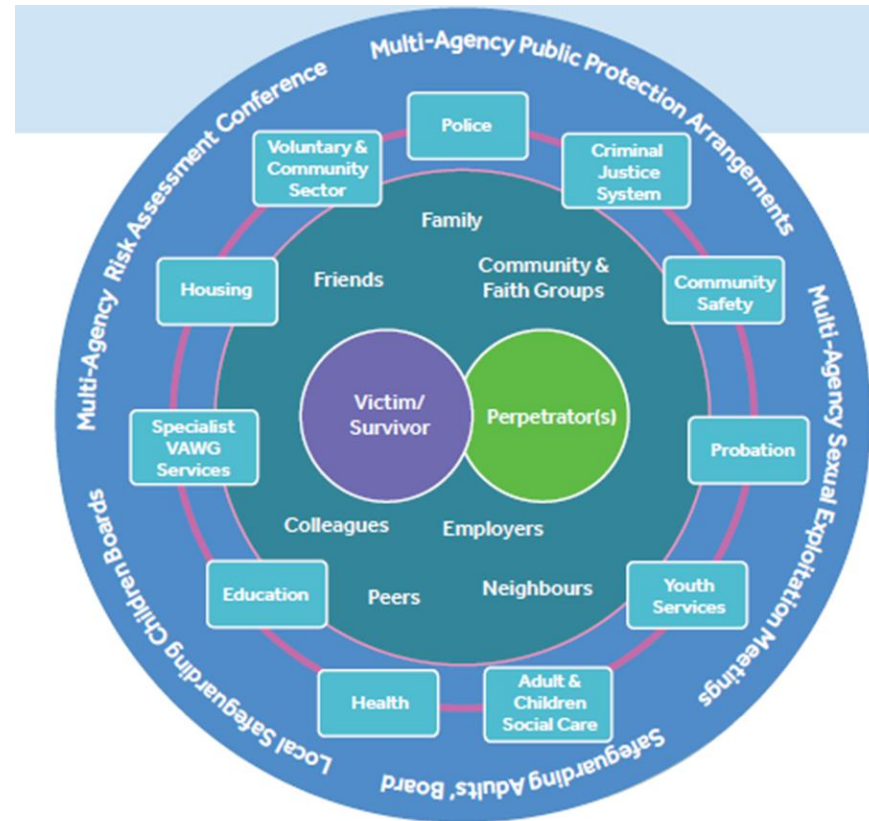 Multi-Agency Risk Assessment Conference
Multi-Agency Public Protection Arrangements
Multi-Agency Sexual Exploitation Meetings
Safeguarding Adults' Board
Local Safeguarding Children Boards
Police
Criminal
Justice
System
Community
Safety
Probation
Youth
Services
Adult &
Children
Social Care
Health
Education
Specialist
VAWG
Services
Housing
Voluntary &
Community
Sector
Family
Friends
Community &
Faith Groups
Victim/
Survivor
Perpetrator(s)
Colleagues
Employers
Peers
Neighbours